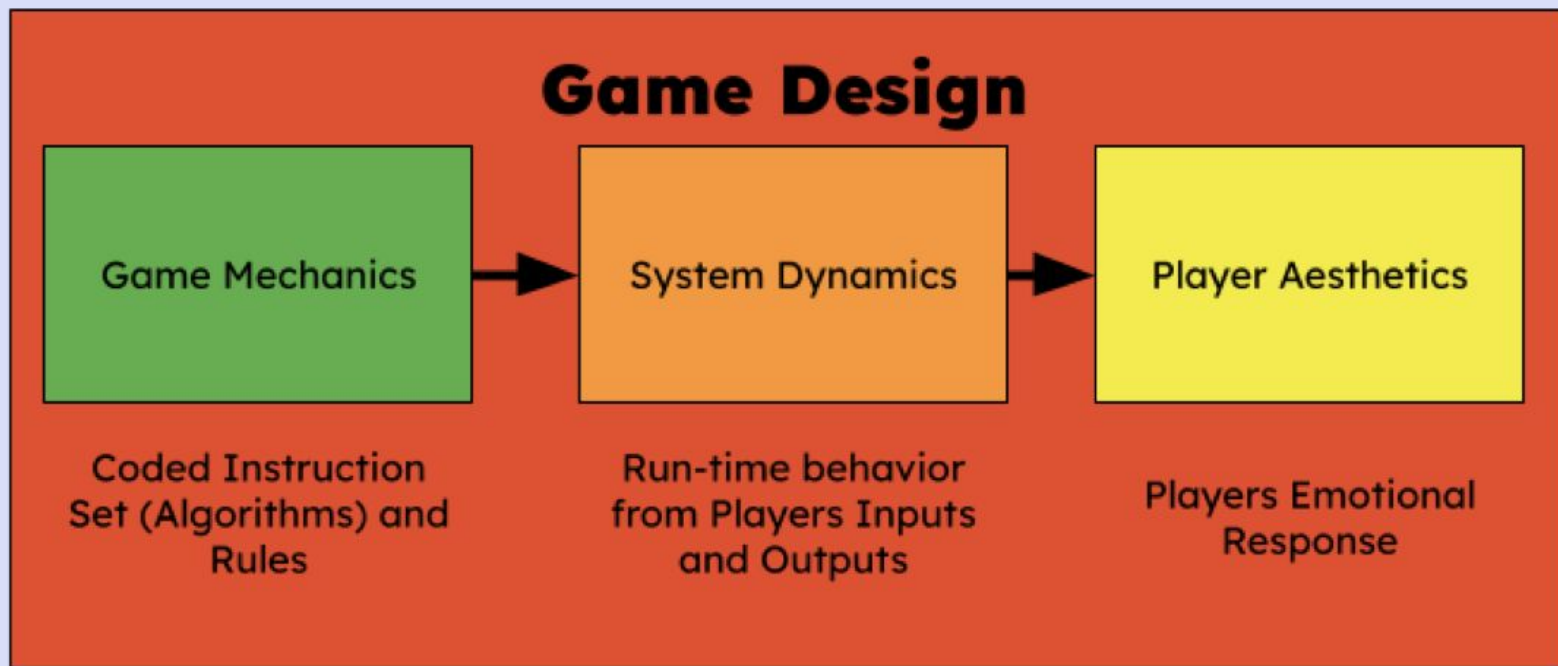 Game Design
Game Mechanics
System Dynamics
Player Aesthetics
Coded Instruction
Set (Algorithms) and
Rules
Run-time behavior
from Players Inputs
and Outputs
Players Emotional
Response